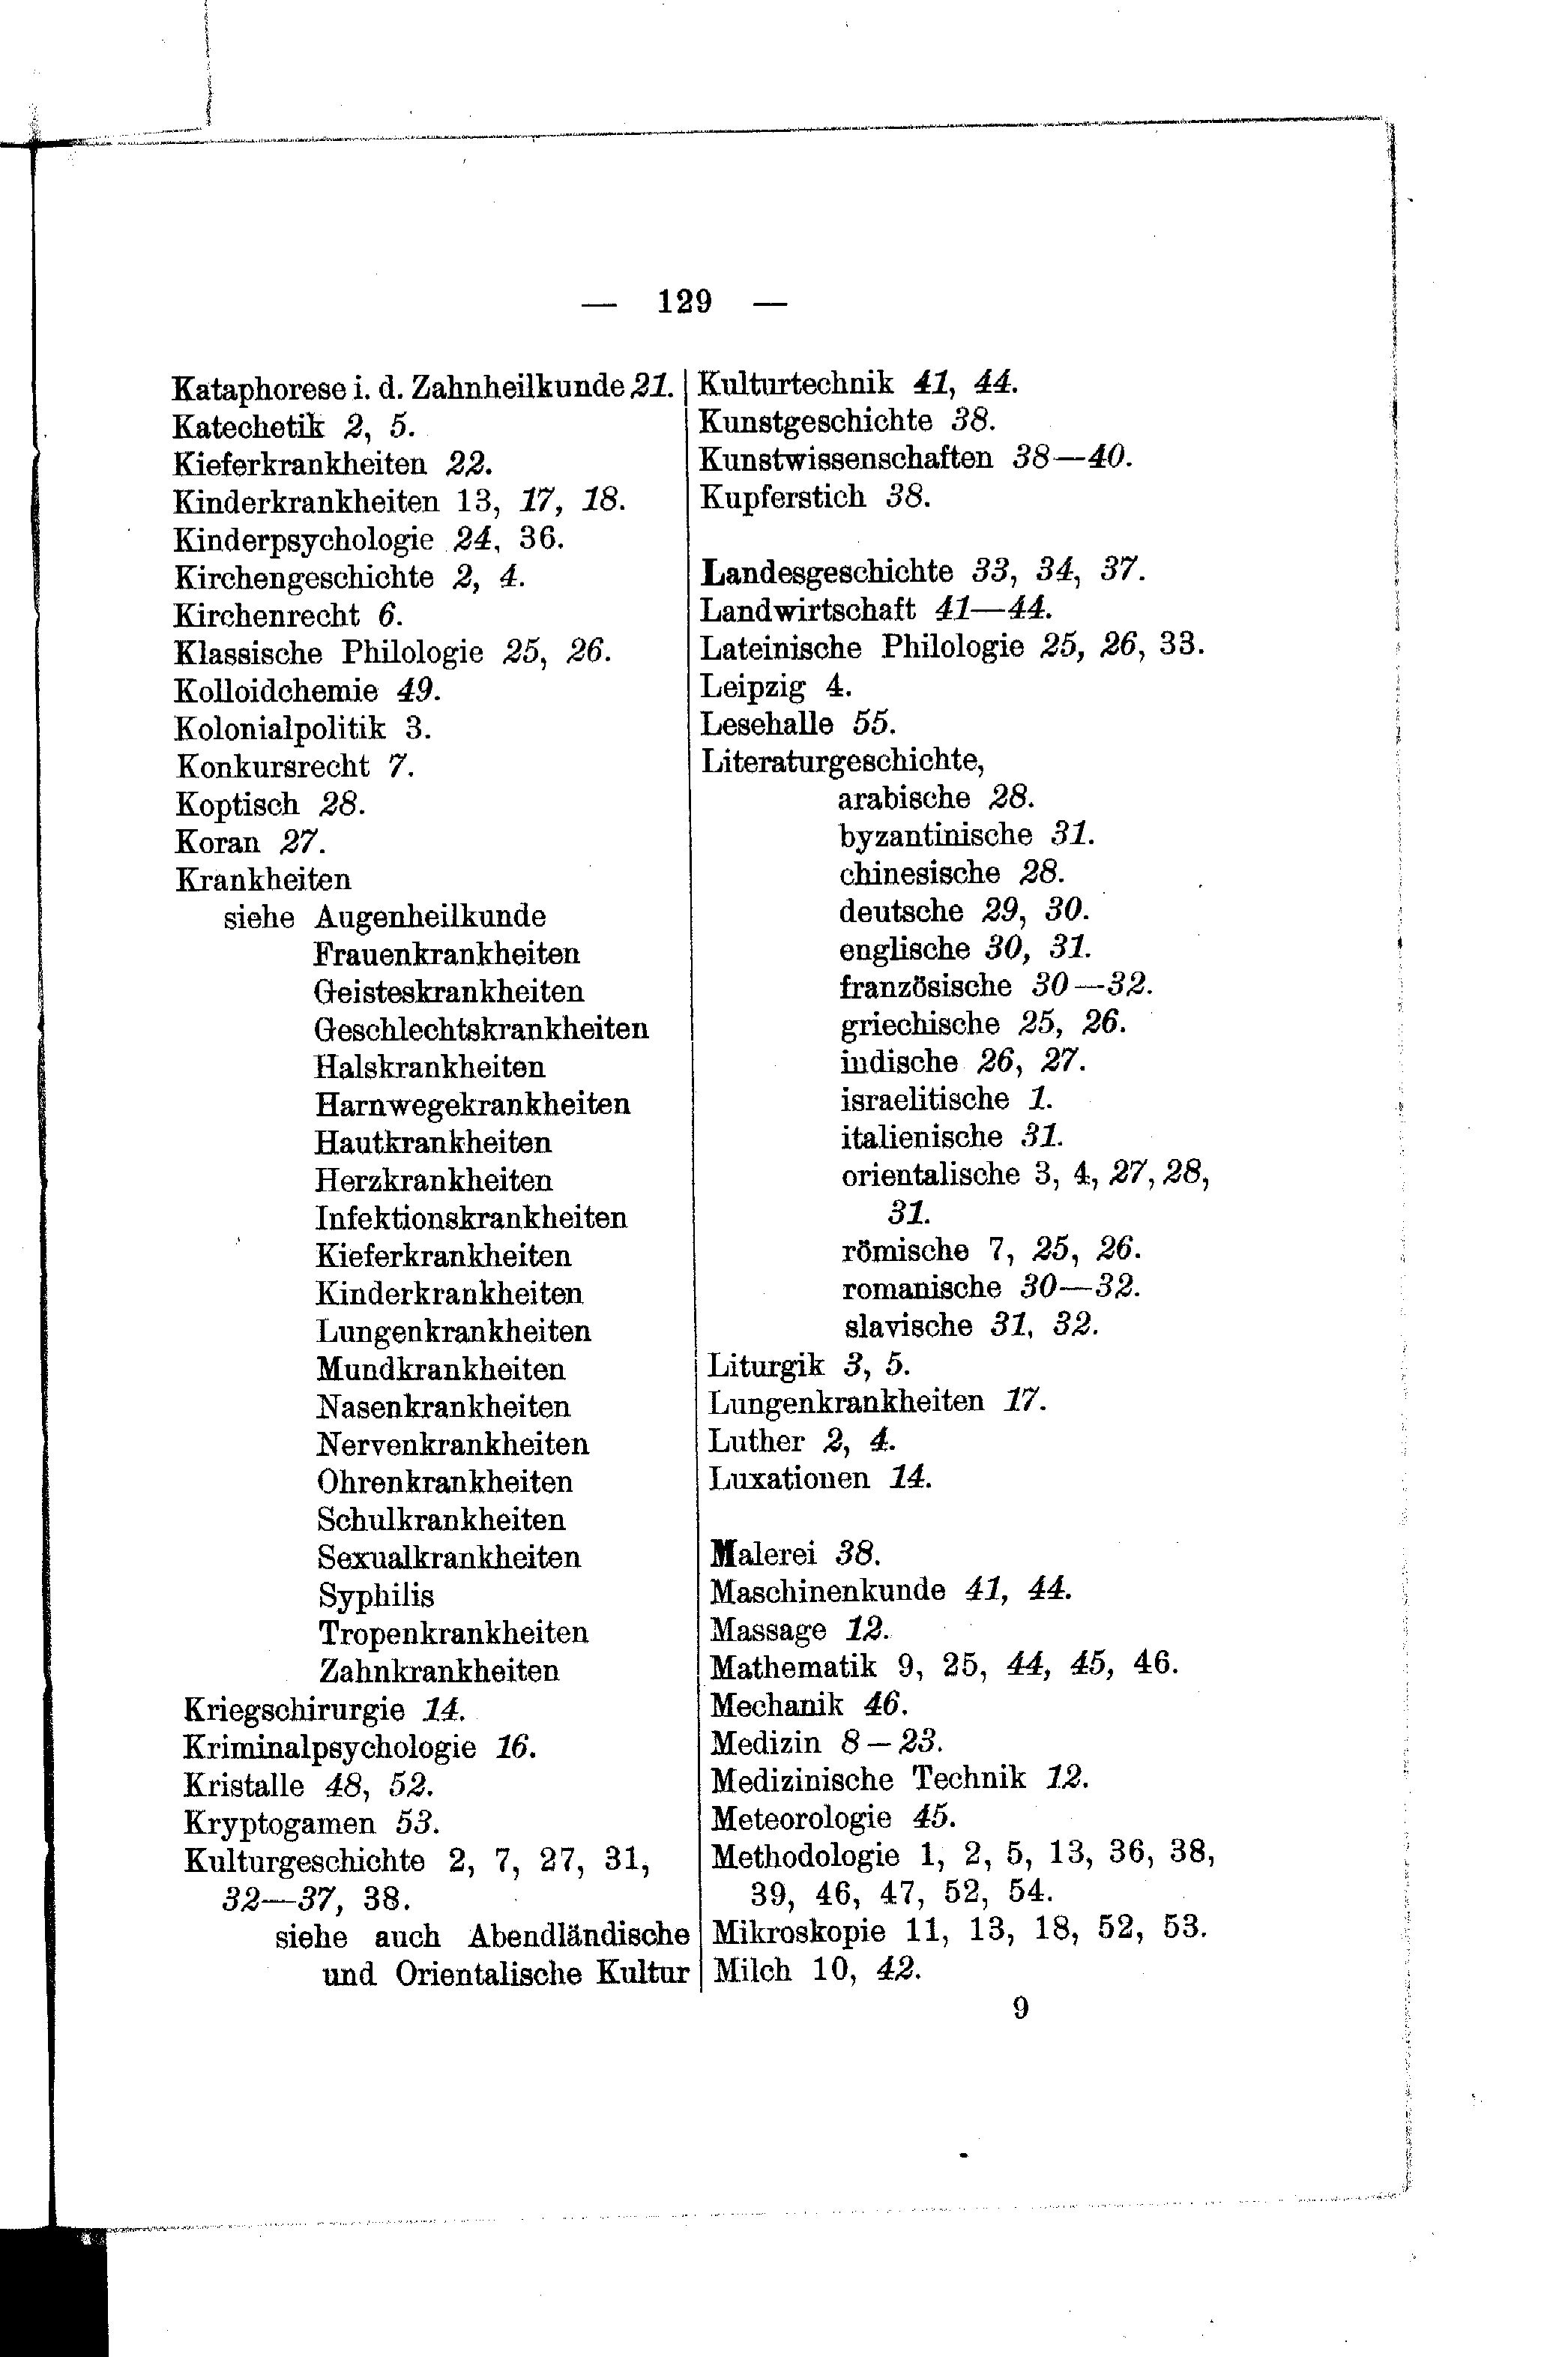 — 129 —
Kataphorese i. d. Zahnheilkunde 21.
Katechetik 2, 5.
Kieferkrankheiten 22.
Kinderkrankheiten 13, 17, 18.
Kinderpsychologie 24, 36.
Kirchengeschichte 2, 4.
Kirchenrecht 6.
Klassische Philologie 25, 26.
Kolloidchemie 49.
Kolonialpolitik 3.
Konkursrecht 7.
Koptisch 28.
Koran 27.
Krankheiten
siehe Augenheilkunde
Frauenkrankheiten
Geisteskrankheiten
Geschlechtskrankheiten
Halskrankheiten
Harnwegekrankheiten
Hautkrankheiten
Herzkrankheiten
Infektionskrankheiten
Kieferkrankheiten
Kinderkrankheiten
Lungenkrankheiten
Mundkrankheiten
Nasenkrankheiten
Nervenkrankheiten
Ohrenkrankheiten
Schulkrankheiten
Sexualkrankheiten
Syphilis
Tropenkrankheiten
Zahnkrankheiten
Kriegschirurgie 14.
Kriminalpsychologie 16.
Kristalle 48, 52.
Kryptogamen 53.
Kulturgeschichte 2, 7, 27, 31,
32—37, 38.
siehe auch Abendländische
und Orientalische Kultur
Kulturtechnik 41, 44.
Kunstgeschichte 38.
Kunstwissenschaften 38—40.
Kupferstich 38.
Landesgeschichte 33, 34, 37.
Landwirtschaft 41—44.
Lateinische Philologie 25, 26, 33.
Leipzig 4.
Lesehalle 55.
Literaturgeschichte,
arabische 28.
byzantinische 31.
chinesische 28.
deutsche 29, 30.
englische 30, 31.
französische 30—32.
griechische 25, 26.
indische 26, 27.
israelitische 1.
italienische 31.
orientalische 3, 4, 27, 28,
31.
römische 7, 25, 26.
romanische 30—32.
slavische 31, 32.
Liturgik 3, 5.
Lungenkrankheiten 17.
Luther 2, 4.
Luxationen 14.
Malerei 38.
Maschinenkunde 41, 44.
Massage 12.
Mathematik 9, 25, 44, 45, 46.
Mechanik 46.
Medizin 8—23.
Medizinische Technik 12.
Meteorologie 45.
Methodologie 1, 2, 5, 13, 36, 38,
39, 46, 47, 52, 54.
Mikroskopie 11, 13, 18, 52, 53.
Milch 10, 42.
9